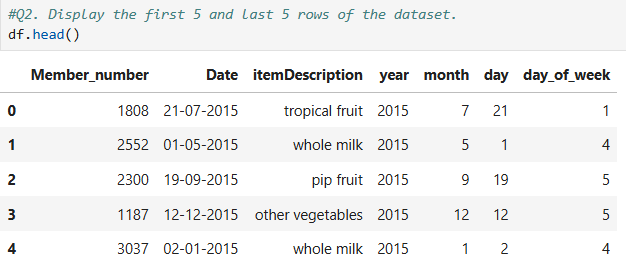 #Q2. Display the first 5 and last 5 rows of the dataset.
df.head()
Member_number Date itemDescription year month day day_of_week
0 1808 21-07-2015 tropical fruit 2015 7 21 1
1 2552 01-05-2015 whole milk 2015 5 1 4
2 2300 19-09-2015 pip fruit 2015 9 19 5
3 1187 12-12-2015 other vegetables 2015 12 12 5
4 3037 02-01-2015 whole milk 2015 1 2 4